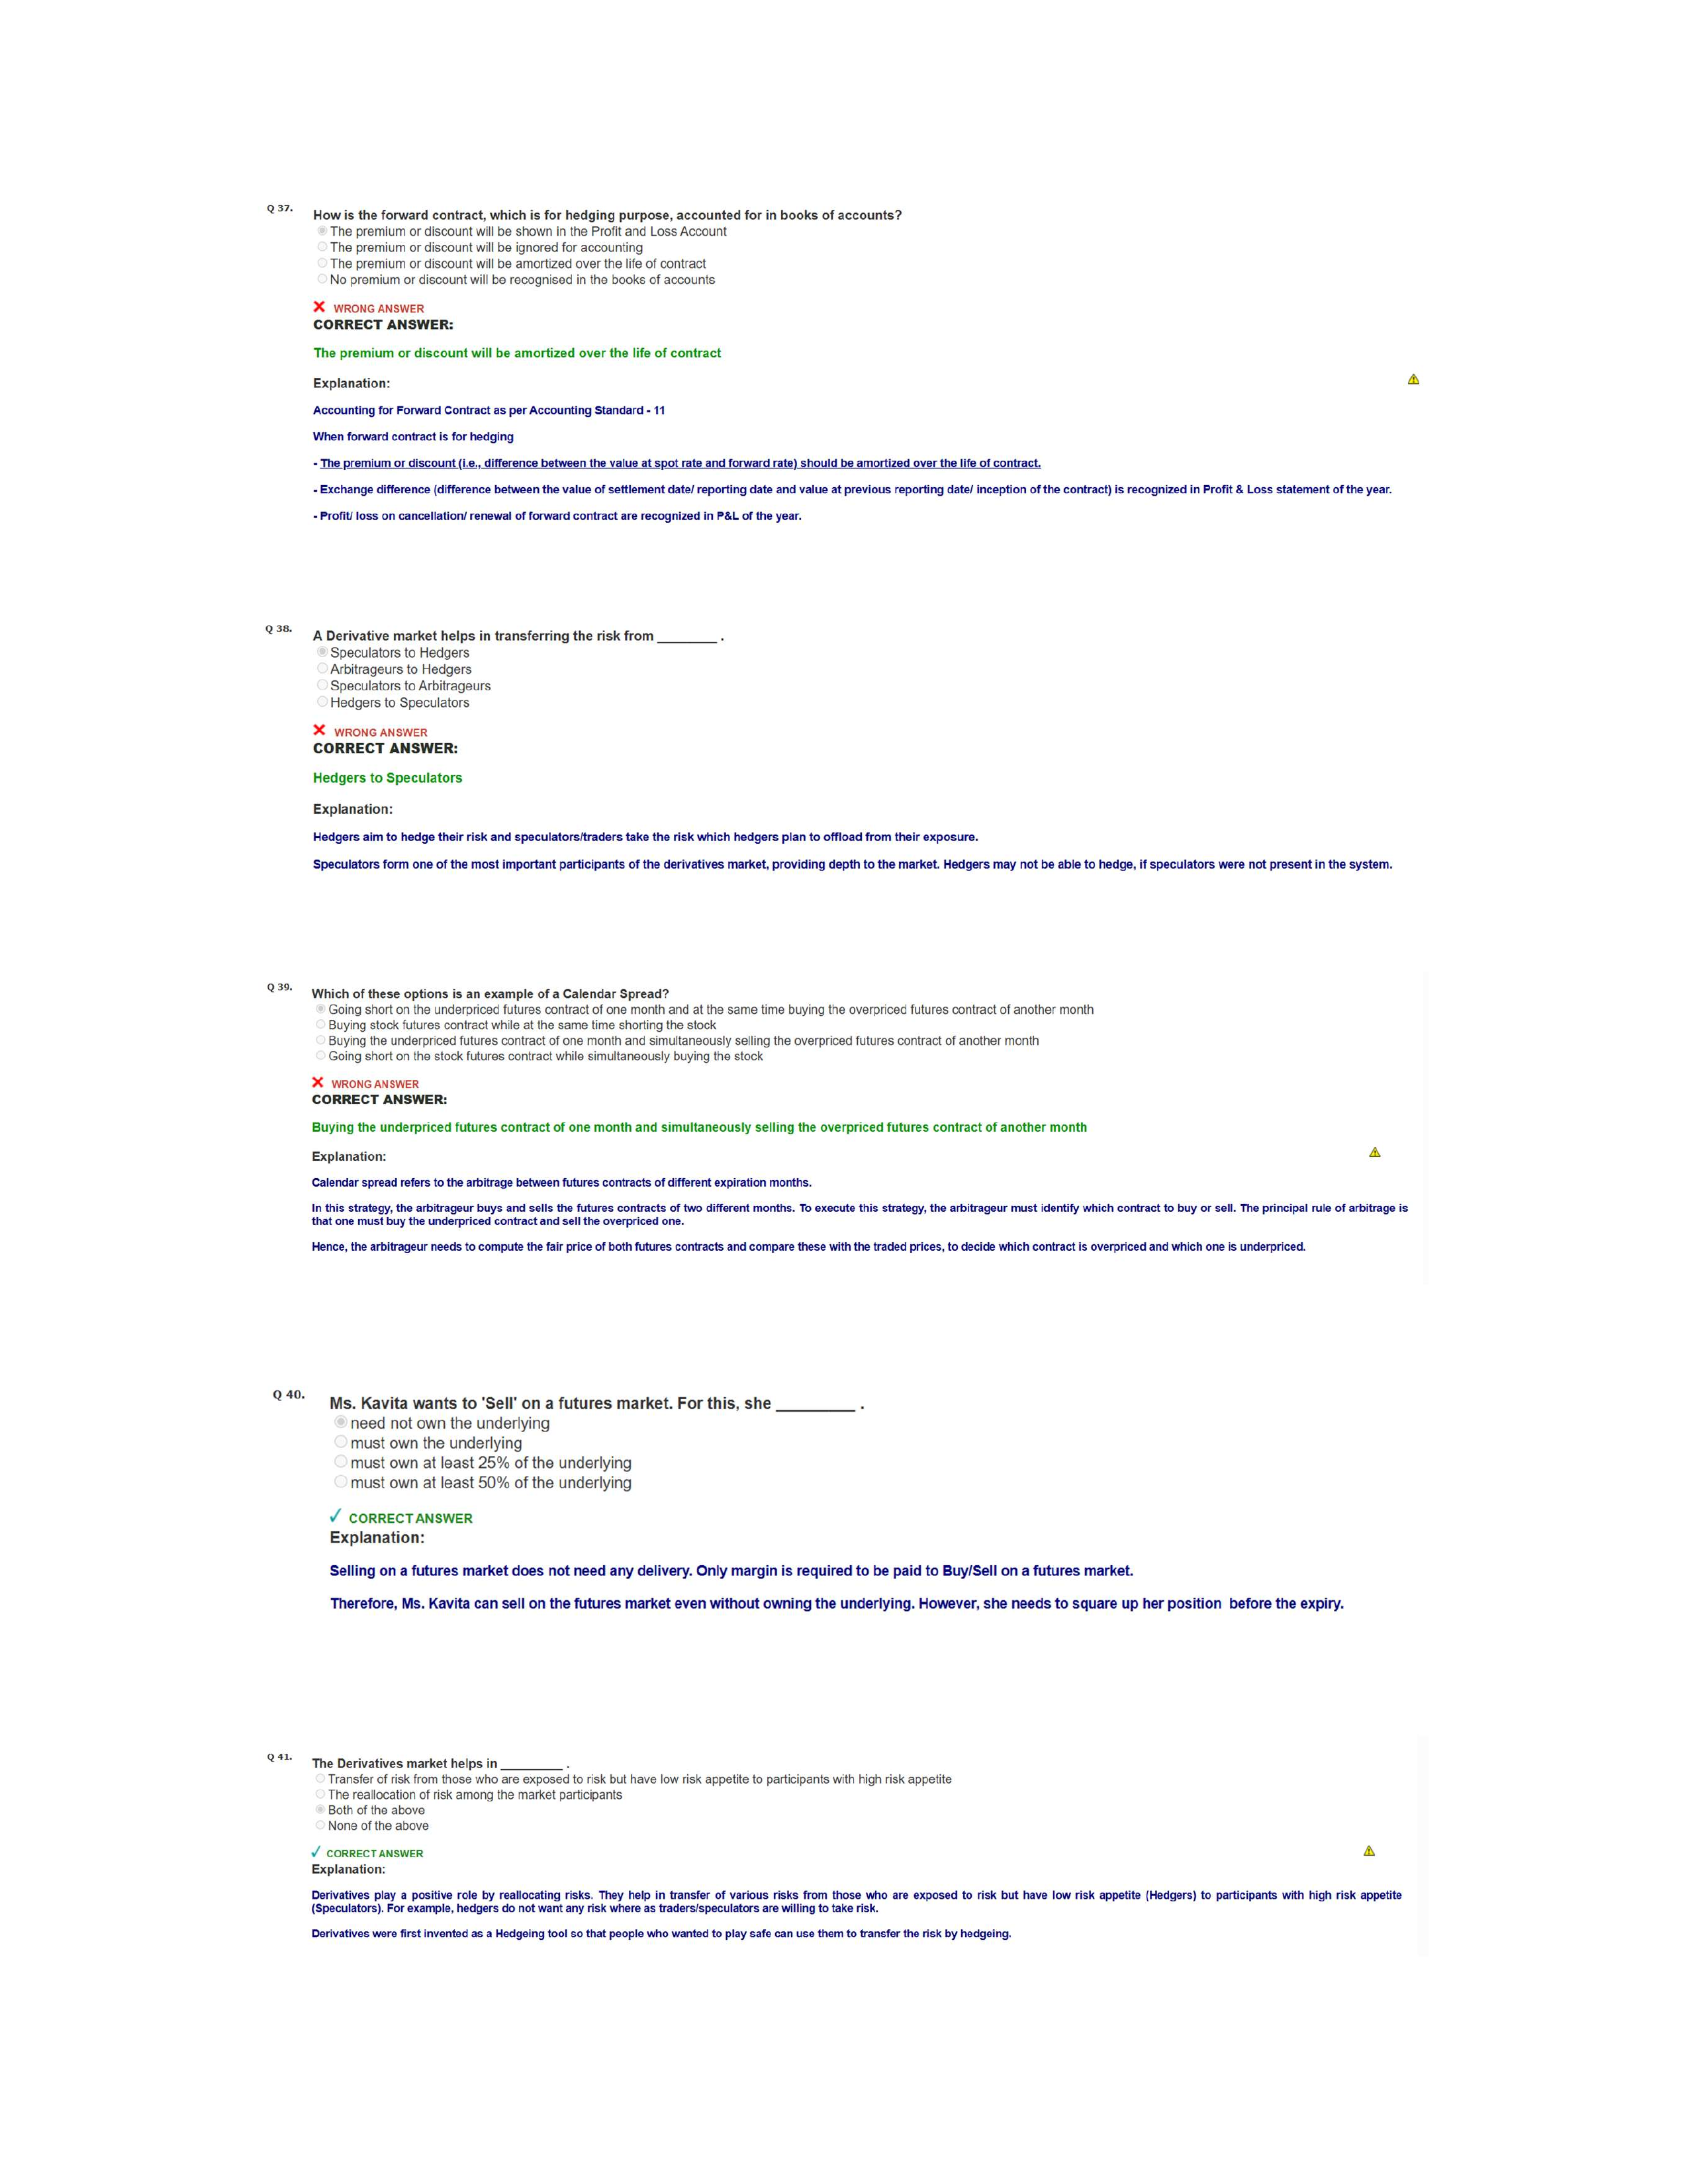 Q 37.
How is the forward contract, which is for hedging purpose, accounted for in books of accounts?
The premium or discount will be shown in the Profit and Loss Account
The premium or discount will be ignored for accounting
The premium or discount will be amortized over the life of contract
No premium or discount will be recognised in the books of accounts
WRONG ANSWER
CORRECT ANSWER:
The premium or discount will be amortized over the life of contract
Explanation:
Accounting for Forward Contract as per Accounting Standard - 11
When forward contract is for hedging
- The premium or discount (i.e., difference between the value at spot rate and forward rate) should be amortized over the life of contract.
- Exchange difference (difference between the value of settlement date/ reporting date and value at previous reporting date/ inception of the contract) is recognized in Profit & Loss statement of the year.
- Profit/ loss on cancellation/ renewal of forward contract are recognized in P&L of the year.
Q 38.
A Derivative market helps in transferring the risk from ________ .
Speculators to Hedgers
Arbitrageurs to Hedgers
Speculators to Arbitrageurs
Hedgers to Speculators
WRONG ANSWER
CORRECT ANSWER:
Hedgers to Speculators
Explanation:
Hedgers aim to hedge their risk and speculators/traders take the risk which hedgers plan to offload from their exposure.
Speculators form one of the most important participants of the derivatives market, providing depth to the market. Hedgers may not be able to hedge, if speculators were not present in the system.
Q 39.
Which of these options is an example of a Calendar Spread?
Going short on the underpriced futures contract of one month and at the same time buying the overpriced futures contract of another month
Buying stock futures contract while at the same time shorting the stock
Buying the underpriced futures contract of one month and simultaneously selling the overpriced futures contract of another month
Going short on the stock futures contract while simultaneously buying the stock
WRONG ANSWER
CORRECT ANSWER:
Buying the underpriced futures contract of one month and simultaneously selling the overpriced futures contract of another month
Explanation:
Calendar spread refers to the arbitrage between futures contracts of different expiration months.
In this strategy, the arbitrageur buys and sells the futures contracts of two different months. To execute this strategy, the arbitrageur must identify which contract to buy or sell. The principal rule of arbitrage is
that one must buy the underpriced contract and sell the overpriced one.
Hence, the arbitrageur needs to compute the fair price of both futures contracts and compare these with the traded prices, to decide which contract is overpriced and which one is underpriced.
Q 40.
Ms. Kavita wants to 'Sell' on a futures market. For this, she _________ .
need not own the underlying
must own the underlying
must own at least 25% of the underlying
must own at least 50% of the underlying
CORRECT ANSWER
Explanation:
Selling on a futures market does not need any delivery. Only margin is required to be paid to Buy/Sell on a futures market.
Therefore, Ms. Kavita can sell on the futures market even without owning the underlying. However, she needs to square up her position before the expiry.
Q 41.
The Derivatives market helps in _________ .
Transfer of risk from those who are exposed to risk but have low risk appetite to participants with high risk appetite
The reallocation of risk among the market participants
Both of the above
None of the above
CORRECT ANSWER
Explanation:
Derivatives play a positive role by reallocating risks. They help in transfer of various risks from those who are exposed to risk but have low risk appetite (Hedgers) to participants with high risk appetite
(Speculators). For example, hedgers do not want any risk where as traders/speculators are willing to take risk.
Derivatives were first invented as a Hedgeing tool so that people who wanted to play safe can use them to transfer the risk by hedgeing.